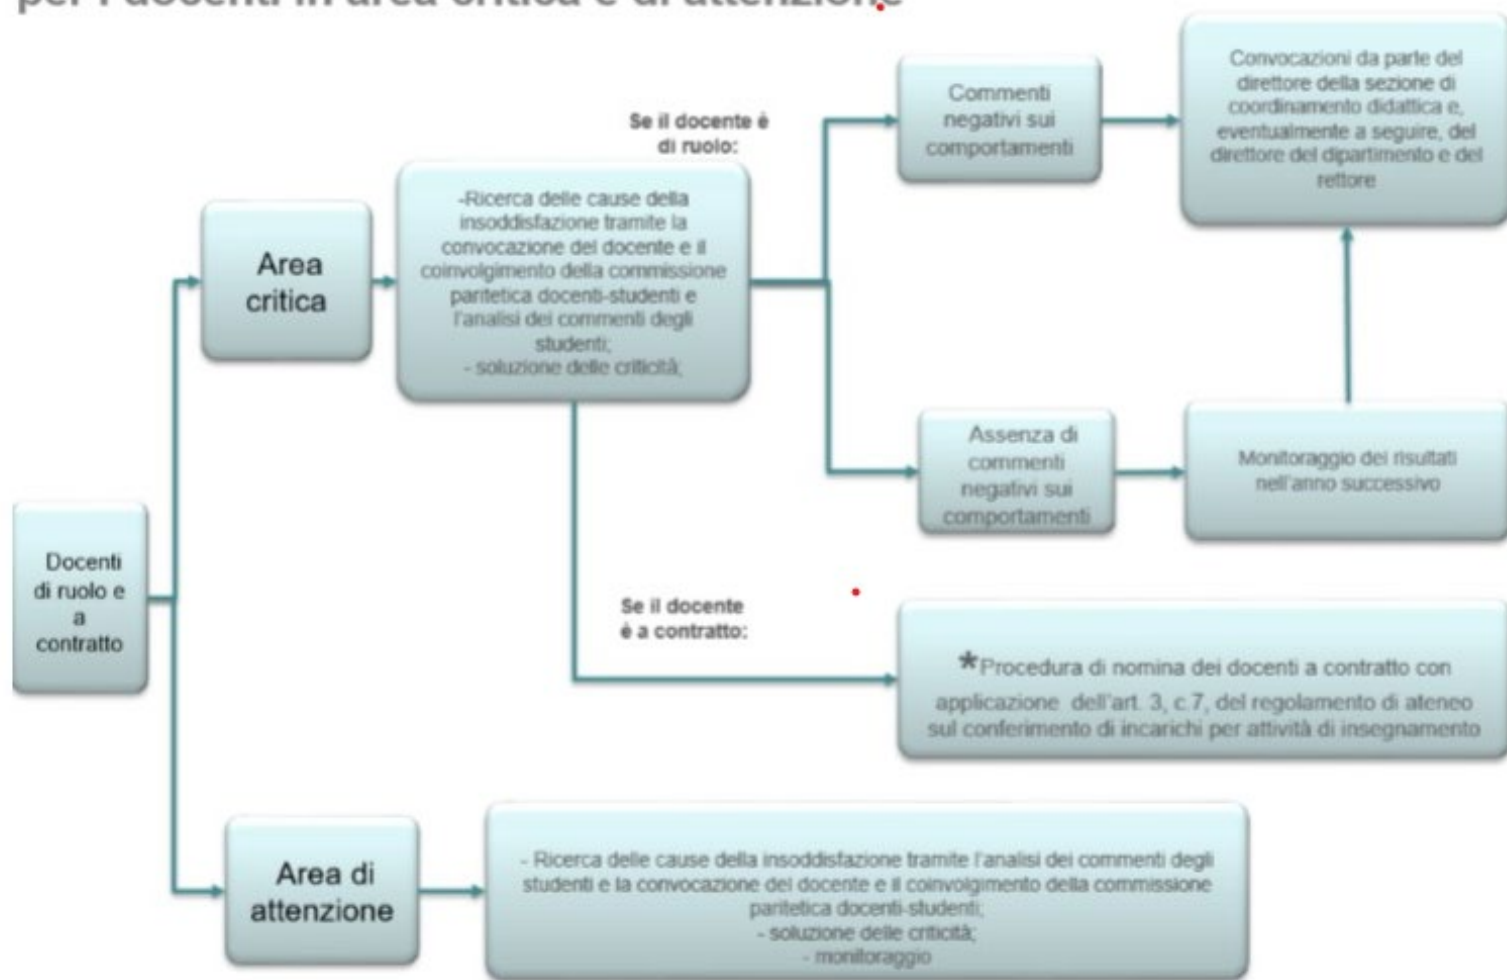 per i docenti in area critica e di attenzione
Se il docente è
di ruolo:
Commenti
negativi sui
comportamenti
Convocazioni da parte del
direttore della sezione di
coordinamento didattica e,
eventualmente a seguire, del
direttore del dipartimento e del
rettore
Area
critica
-Ricerca delle cause della
insoddisfazione tramite la
convocazione del docente e il
coinvolgimento della commissione
paritetica docenti-studenti e
l'analisi dei commenti degli
studenti;
- soluzione delle criticità;
Assenza di
commenti
negativi sui
comportamenti
Monitoraggio dei risultati
nell'anno successivo
Docenti
di ruolo e
a
contratto
Se il docente
è a contratto:
*Procedura di nomina dei docenti a contratto con
applicazione dell'art. 3, c.7, del regolamento di ateneo
sul conferimento di incarichi per attività di insegnamento
Area di
attenzione
- Ricerca delle cause della insoddisfazione tramite l'analisi dei commenti degli
studenti e la convocazione del docente e il coinvolgimento della commissione
paritetica docenti-studenti;
- soluzione delle criticità;
- monitoraggio